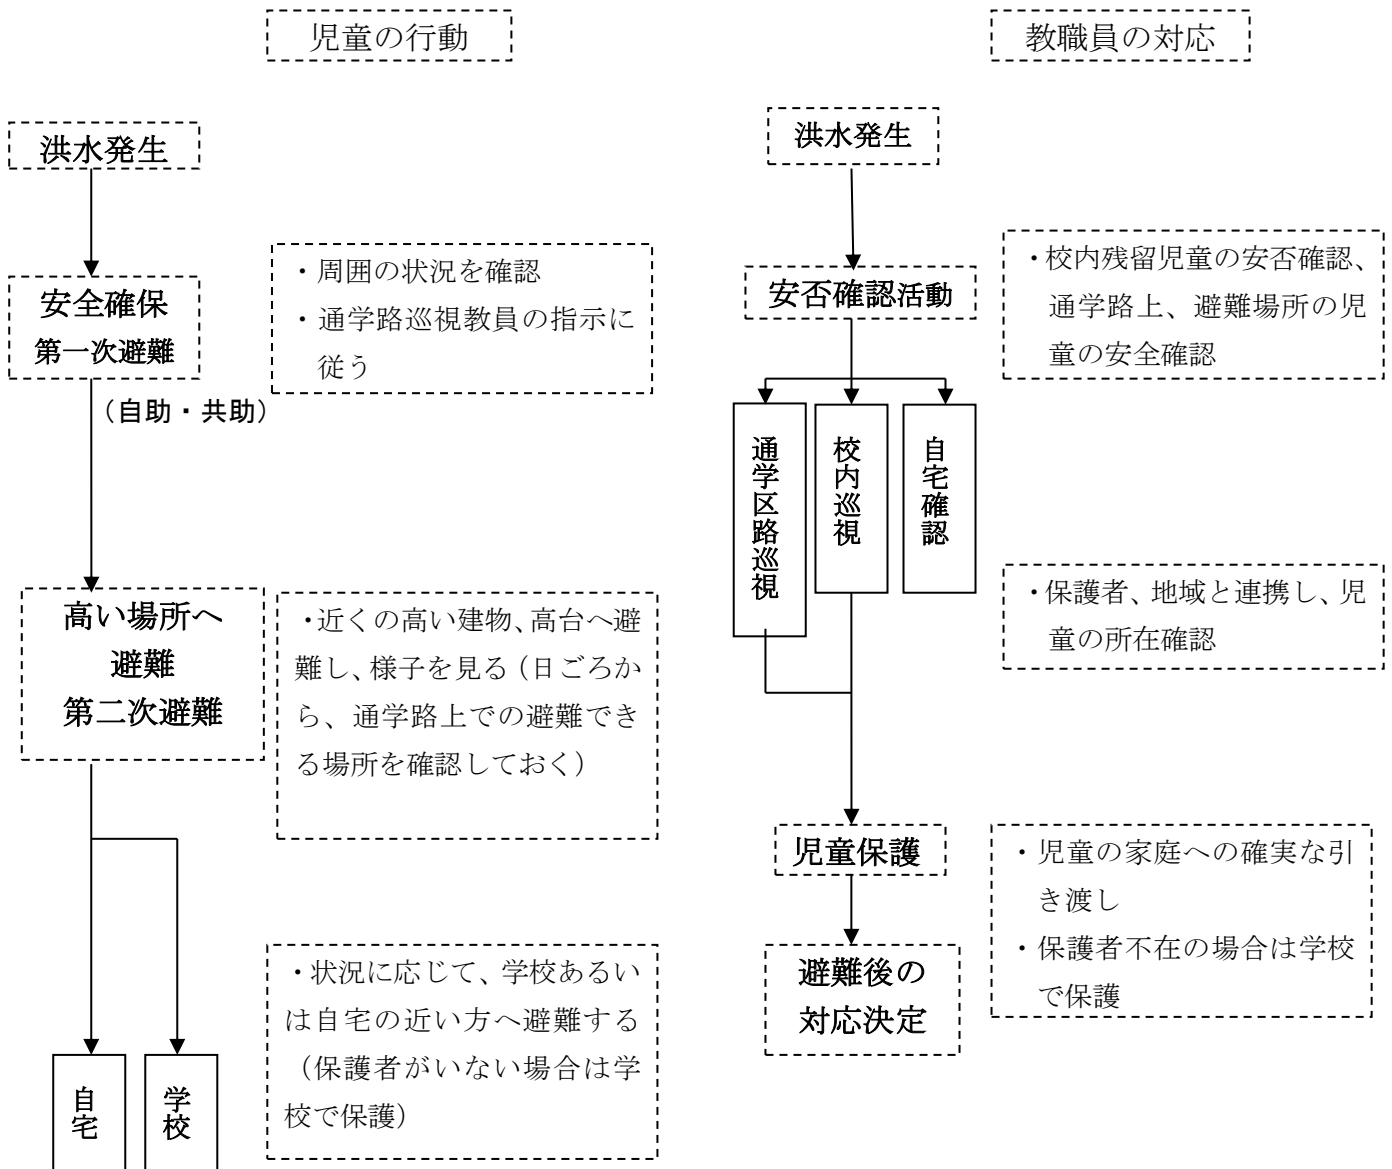 児童の行動
洪水発生
安全確保
第一次避難
・周囲の状況を確認
・通学路巡視教員の指示に
従う
（自助・共助）
高い場所へ
避難
第二次避難
・近くの高い建物、高台へ避
難し、様子を見る（日ごろか
ら、通学路上での避難でき
る場所を確認しておく）
・状況に応じて、学校あるい
は自宅の近い方へ避難する
（保護者がいない場合は学
校で保護）
自宅
学校
教職員の対応
洪水発生
安否確認活動
・校内残留児童の安否確認、
通学路上、避難場所の児
童の安全確認
通学区路巡視
校内巡視
自宅確認
・保護者、地域と連携し、児
童の所在確認
児童保護
・児童の家庭への確実な引
き渡し
・保護者不在の場合は学校
で保護
避難後の
対応決定